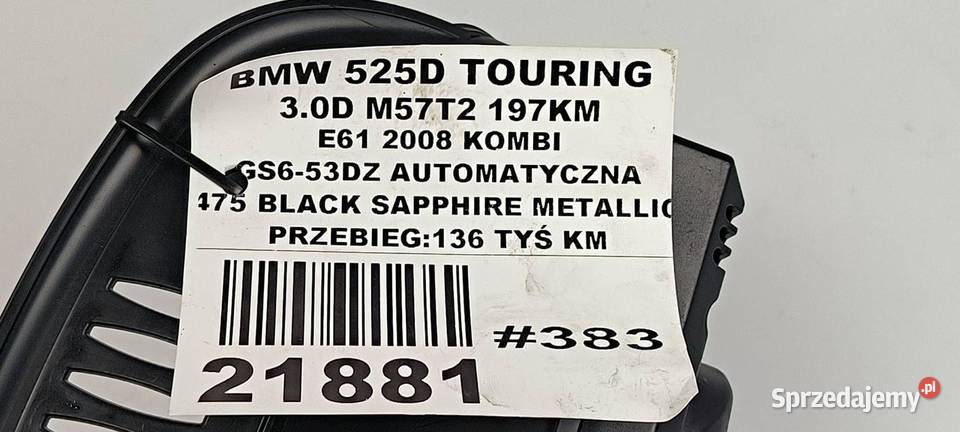 BMW 525D TOURING
3.0D M57T2 197KM
E61 2008 KOMBI
GS6-53DZ AUTOMATYCZNA
475 BLACK SAPPHIRE METALLIC
PRZEBIEG:136 TYŚ KM
#383
21881
Sprzedajemy.pl